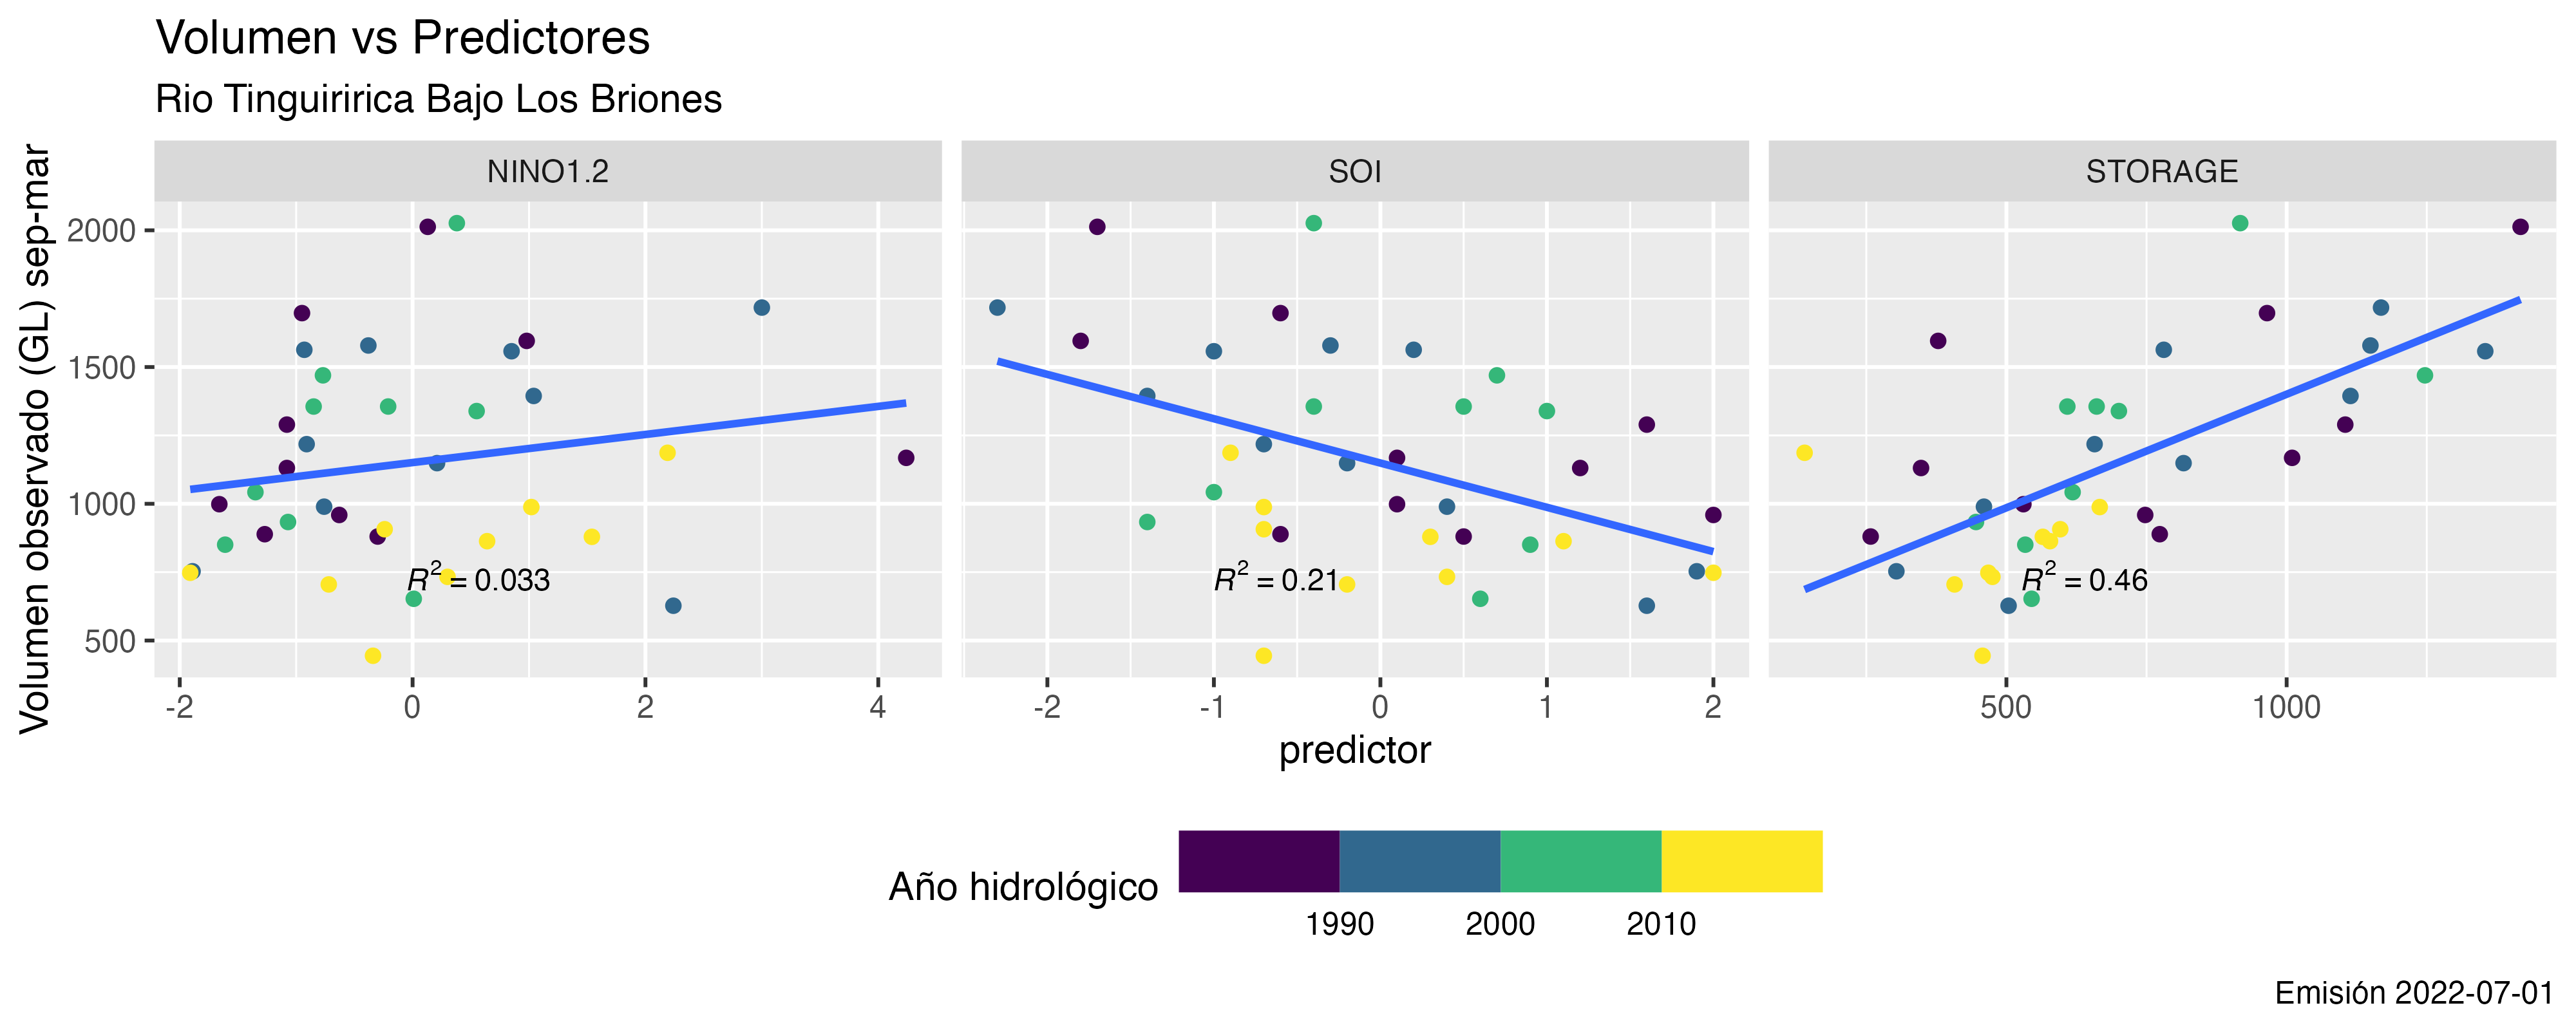 Volumen vs Predictores
Rio Tinguiririca Bajo Los Briones
Volumen observado (GL) sep-mar
NINO1.2
SOI
STORAGE
2000
1500
1000
500
R² = 0.033
R² = 0.21
R² = 0.46
-2 0 2 4
-2 -1 0 1 2
500 1000
predictor
Año hidrológico
1990 2000 2010
Emisión 2022-07-01